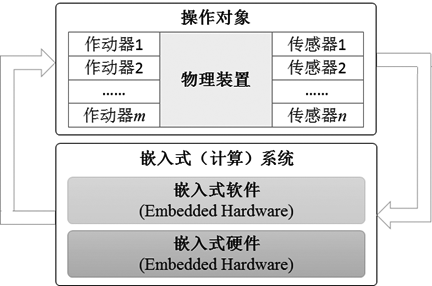 操作对象
作动器1
作动器2
……
作动器m
物理装置
传感器1
传感器2
……
传感器n
嵌入式（计算）系统
嵌入式软件
(Embedded Hardware)
嵌入式硬件
(Embedded Hardware)